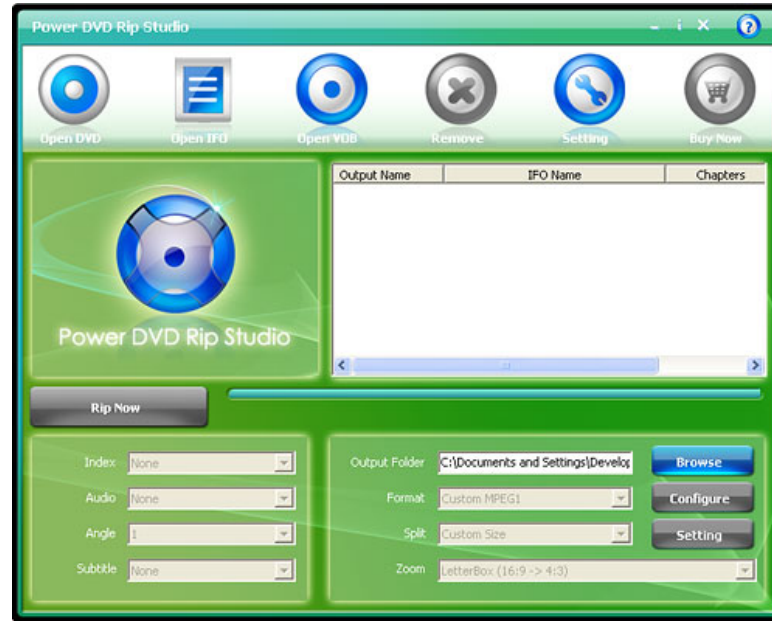 Power DVD Rip Studio
Open DVD Open IFO Open VOB Remove Setting Buy Now
Output Name IFO Name Chapters
Power DVD Rip Studio
Rip Now
Index None
Audio None
Angle 1
Subtitle None
Output Folder C:\Documents and Settings\Develop Browse
Format Custom MPEG1 Configure
Split Custom Size Setting
Zoom LetterBox (16:9 -> 4:3)